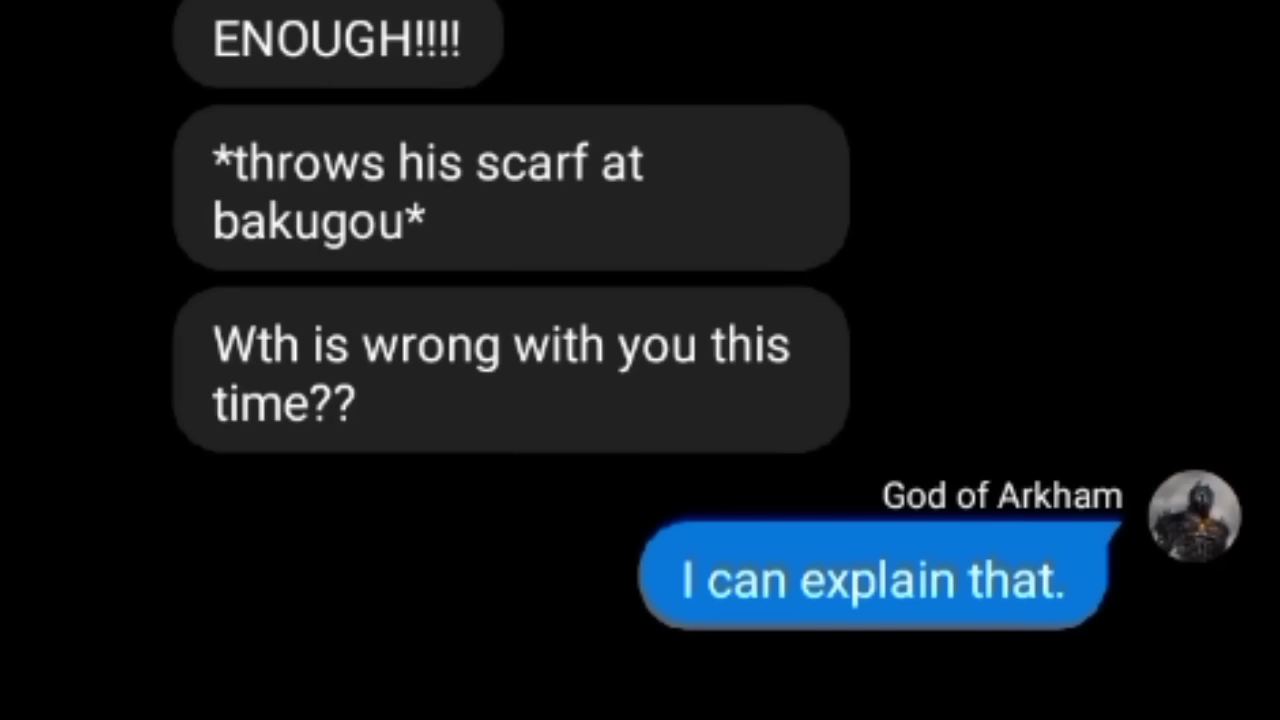 ENOUGH!!!!
*throws his scarf at
bakugou*
Wth is wrong with you this
time??
God of Arkham
I can explain that.